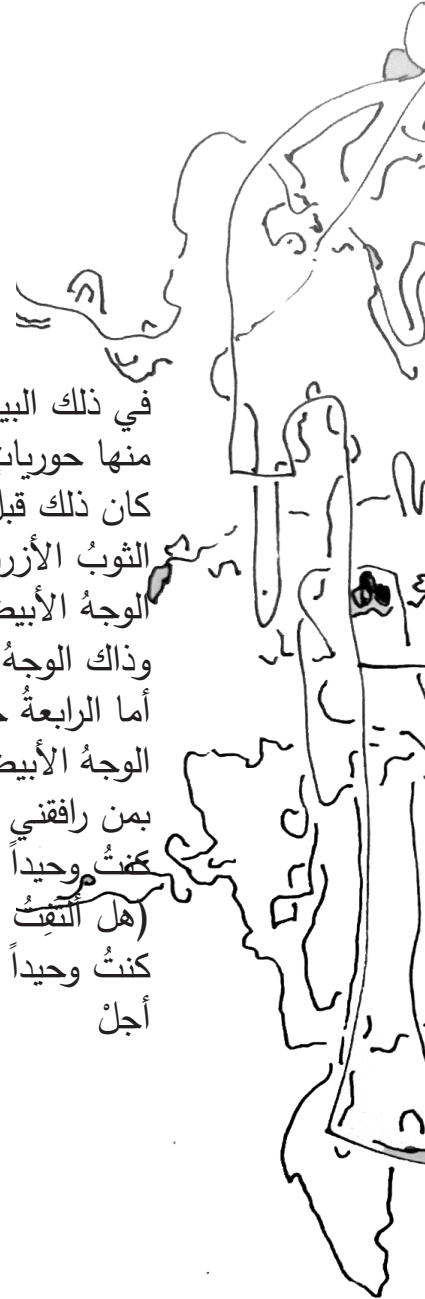 في ذلك البي
منها حوريات
كان ذلك قبل
الثوبُ الأزر
الوجهُ الأبيض
وذاك الوجهُ
أما الرابعةُ
الوجهُ الأبيض
بمن رافقني
كنتُ وحيداً
(هل ألتفِتُ
كنتُ وحيداً
أجلْ